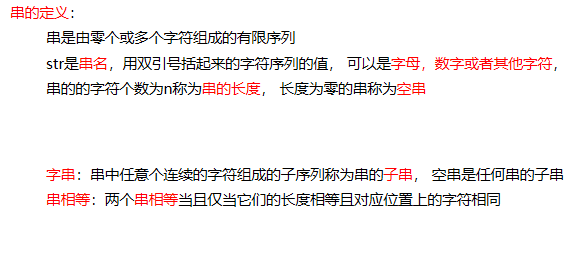 串的定义：
串是由零个或多个字符组成的有限序列
str是串名，用双引号括起来的字符序列的值， 可以是字母，数字或者其他字符，
串的的字符个数为n称为串的长度， 长度为零的串称为空串
字串：串中任意个连续的字符组成的子序列称为串的子串， 空串是任何串的子串
串相等：两个串相等当且仅当它们的长度相等且对应位置上的字符相同